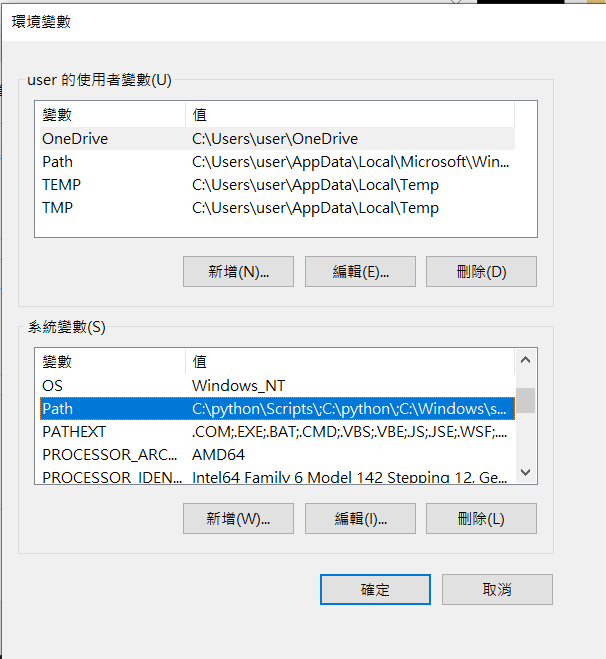 環境變數
user 的使用者變數(U)
變數 值
OneDrive C:\Users\user\OneDrive
Path C:\Users\user\AppData\Local\Microsoft\Win...
TEMP C:\Users\user\AppData\Local\Temp
TMP C:\Users\user\AppData\Local\Temp
新增(N)... 編輯(E)... 刪除(D)
系統變數(S)
變數 值
OS Windows_NT
Path C:\python\Scripts\;C:\python\;C:\Windows\s...
PATHEXT .COM;.EXE;.BAT;.CMD;.VBS;.VBE;.JS;.JSE;.WSF;....
PROCESSOR_ARC... AMD64
PROCESSOR_IDEN... Intel64 Family 6 Model 142 Stepping 12, Ge...
新增(W)... 編輯(I)... 刪除(L)
確定 取消